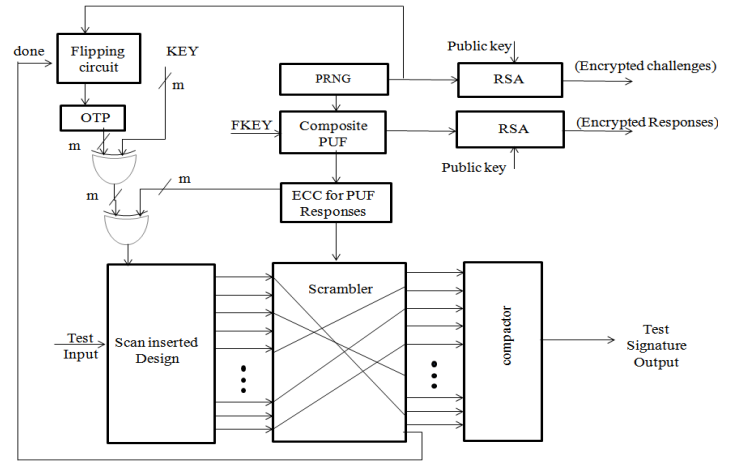 done
Flipping
circuit
KEY
m
OTP
m
m
m
Public key
(Encrypted challenges)
PRNG
RSA
(Encrypted Responses)
FKEY
Composite
PUF
RSA
Public key
ECC for PUF
Responses
Test
Input
Scan inserted
Design
Scrambler
compactor
Test
Signature
Output